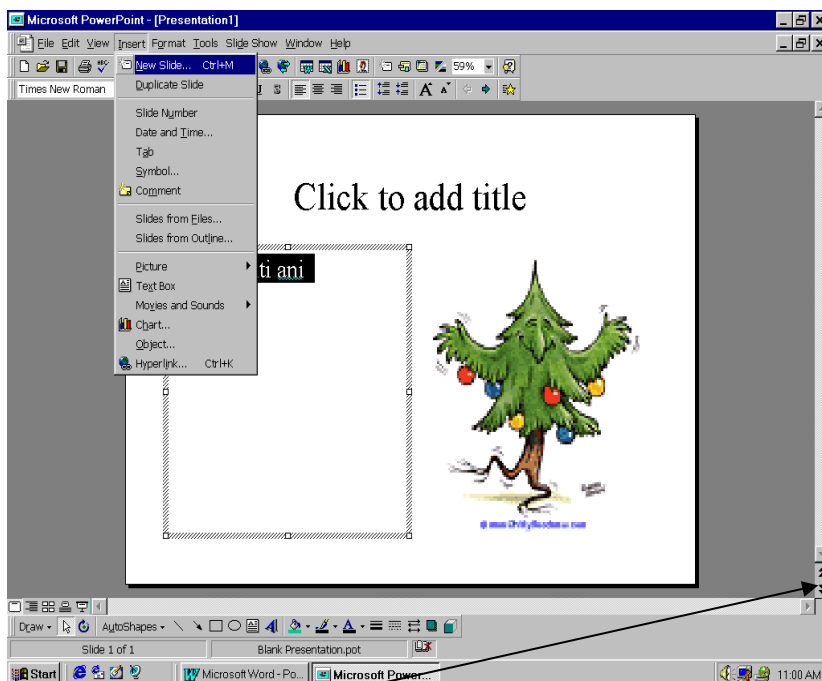 Microsoft PowerPoint - [Presentation1]
File Edit View Insert Format Tools Slide Show Window Help
New Slide... Ctrl+M
59%
Times New Roman
Duplicate Slide
Slide Number
Date and Time...
Tab
Symbol...
Comment
Slides from Files...
Slides from Outline...
Picture
Text Box
Movies and Sounds
Chart...
Object...
Hyperlink... Ctrl+K
Click to add title
ti ani
Draw AutoShapes
Slide 1 of 1 Blank Presentation.pot
Start Microsoft Word - Po... Microsoft Power... 11:00 AM